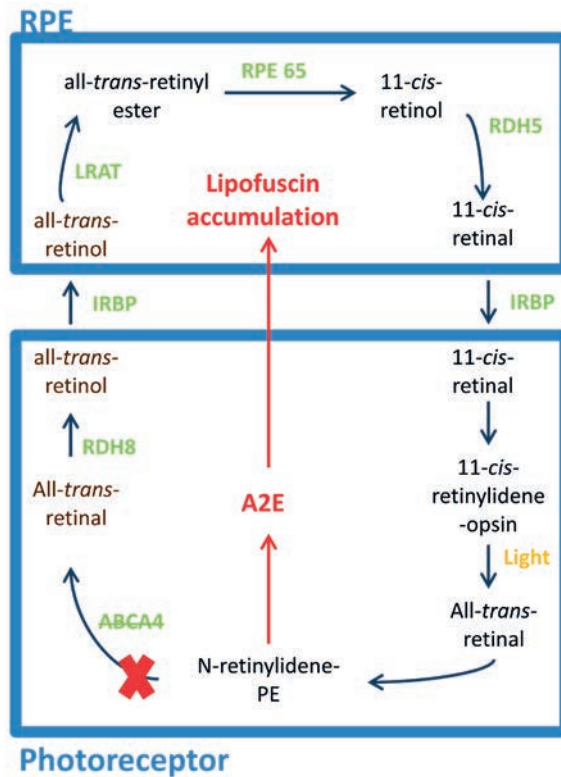 RPE
all-trans-retinyl
ester
RPE 65
11-cis-
retinol
RDH5
LRAT
Lipofuscin
accumulation
all-trans-
retinol
11-cis-
retinal
IRBP
IRBP
all-trans-
retinol
11-cis-
retinal
RDH8
All-trans-
retinal
A2E
11-cis-
retinylidene
-opsin
Light
All-trans-
retinal
ABCA4
N-retinylidene-
PE
Photoreceptor